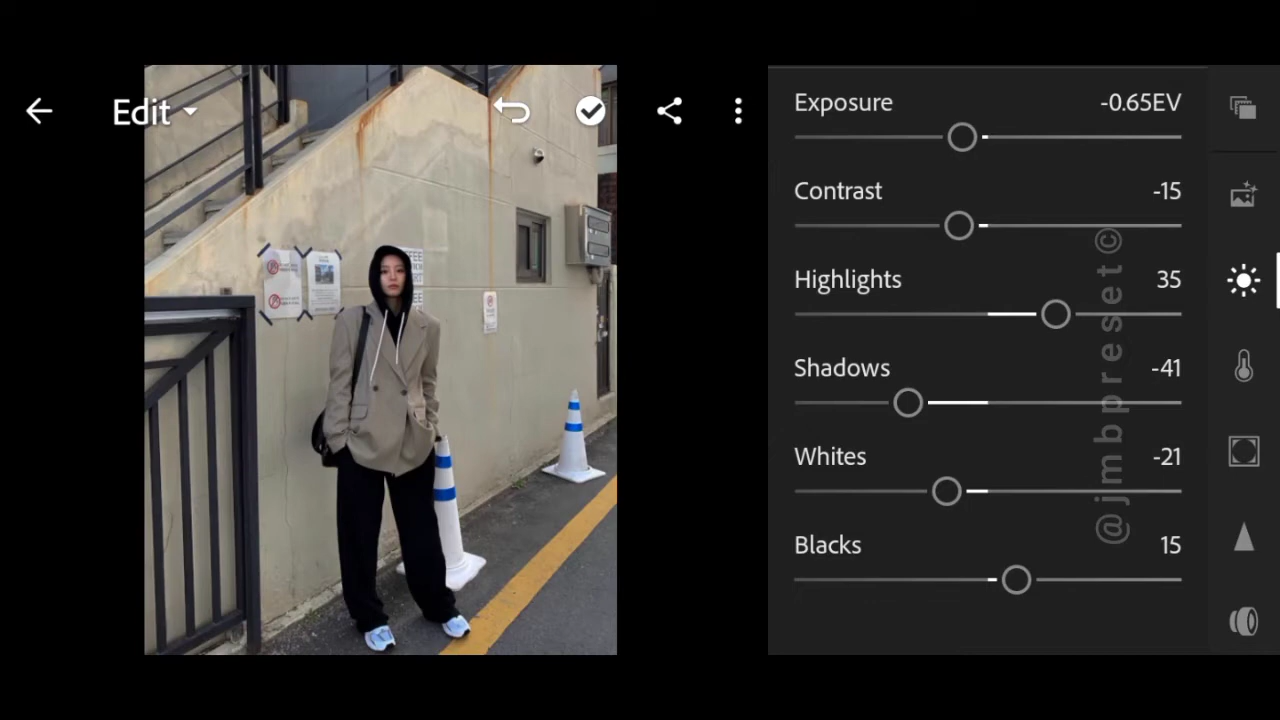 Edit
Exposure -0.65EV
Contrast -15
Highlights 35
Shadows -41
Whites -21
Blacks 15
@jmbpreset©